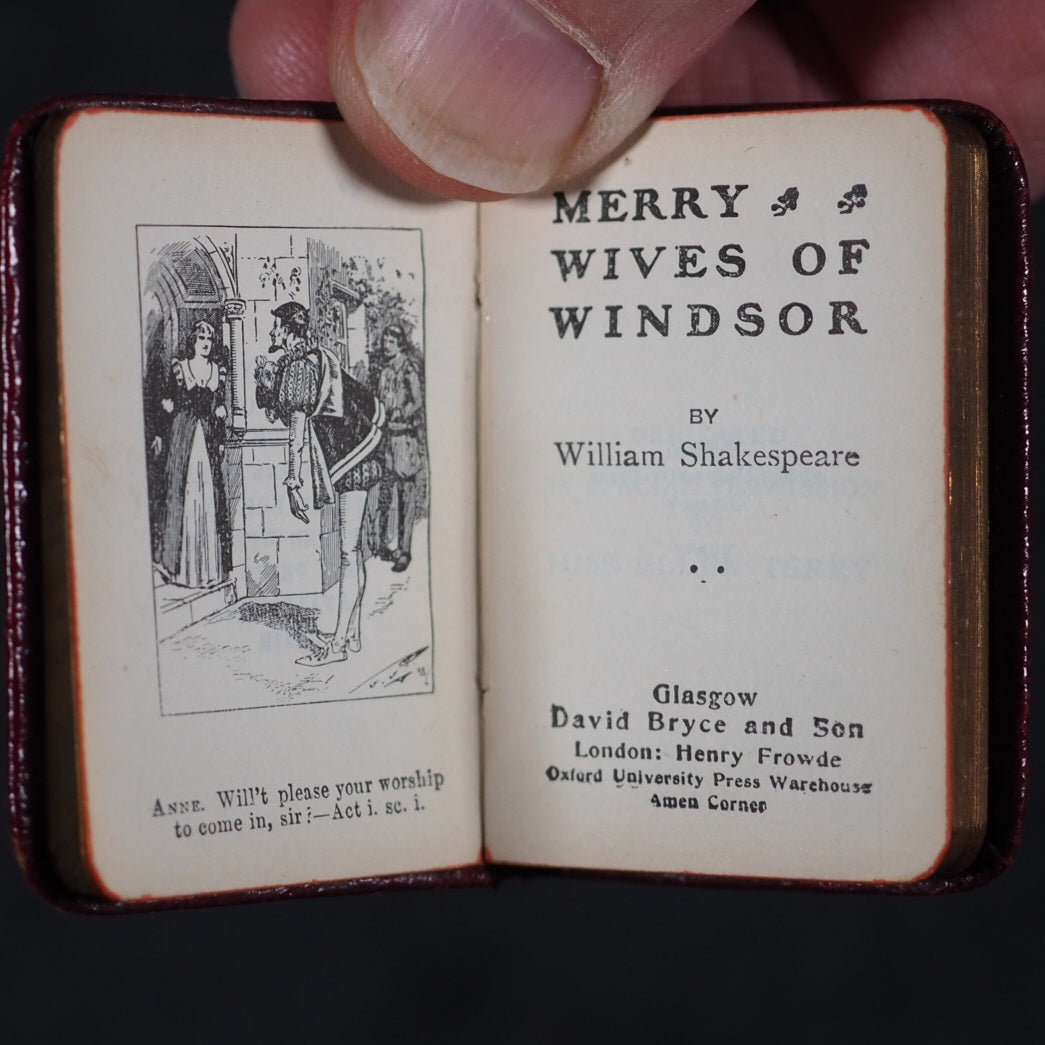 ANNE. Will't please your worship
to come in, sir?—Act i. sc. i.
MERRY
WIVES OF
WINDSOR
BY
William Shakespeare
Glasgow
David Bryce and Son
London: Henry Frowde
Oxford University Press Warehouse
Amen Corner